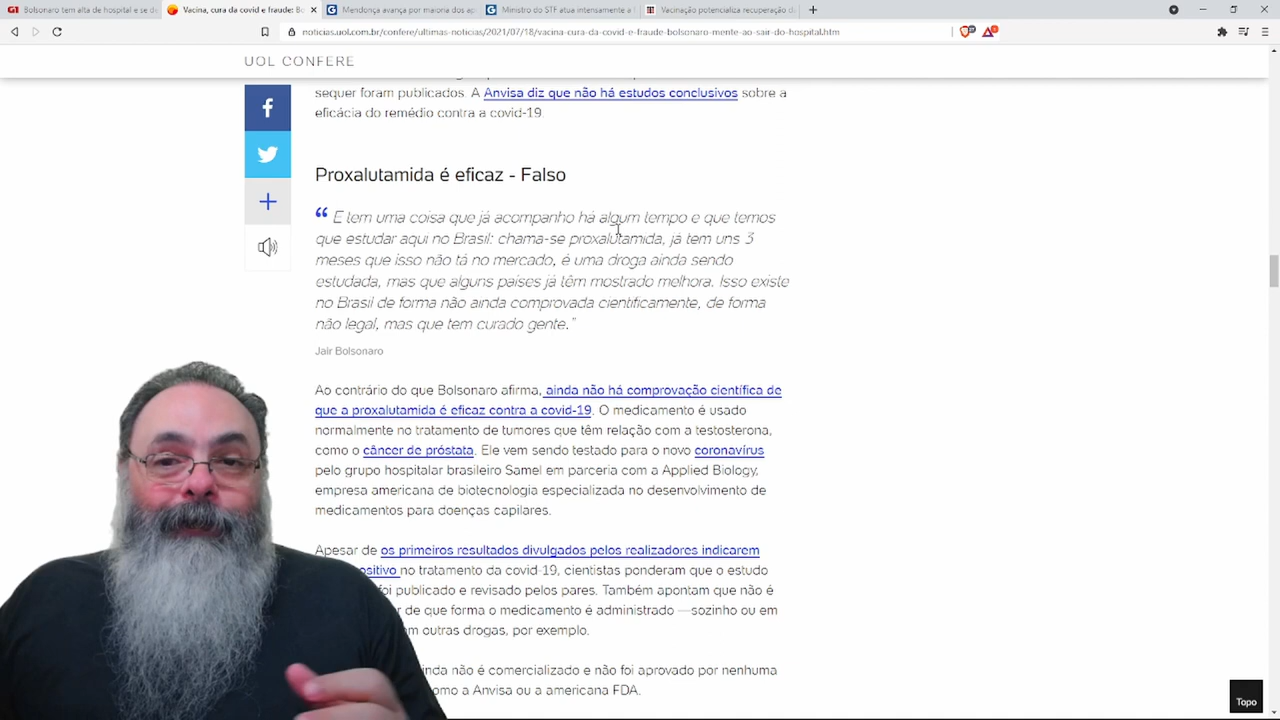 Bolsonaro tem alta de hospital e se di
Vacina, cura da covid e fraude: Bo
Mendonça avança por maioria dos ap
Ministro do STF atua intensamente a
Vacinação potencializa recuperação d
noticias.uol.com.br/confere/ultimas-noticias/2021/07/18/vacina-cura-da-covid-e-fraude-bolsonaro-mente-ao-sair-do-hospital.htm
UOL CONFERE
sequer foram publicados. A Anvisa diz que não há estudos conclusivos sobre a
eficácia do remédio contra a covid-19.
Proxalutamida é eficaz - Falso
“ E tem uma coisa que já acompanho há algum tempo e que temos
que estudar aqui no Brasil: chama-se proxalutamida, já tem uns 3
meses que isso não tá no mercado, é uma droga ainda sendo
estudada, mas que alguns países já têm mostrado melhora. Isso existe
no Brasil de forma não ainda comprovada cientificamente, de forma
não legal, mas que tem curado gente.”
Jair Bolsonaro
Ao contrário do que Bolsonaro afirma, ainda não há comprovação científica de
que a proxalutamida é eficaz contra a covid-19. O medicamento é usado
normalmente no tratamento de tumores que têm relação com a testosterona,
como o câncer de próstata. Ele vem sendo testado para o novo coronavírus
pelo grupo hospitalar brasileiro Samel em parceria com a Applied Biology,
empresa americana de biotecnologia especializada no desenvolvimento de
medicamentos para doenças capilares.
Apesar de os primeiros resultados divulgados pelos realizadores indicarem
ositivo no tratamento da covid-19, cientistas ponderam que o estudo
foi publicado e revisado pelos pares. Também apontam que não é
r de que forma o medicamento é administrado —sozinho ou em
m outras drogas, por exemplo.
inda não é comercializado e não foi aprovado por nenhuma
omo a Anvisa ou a americana FDA.
Topo